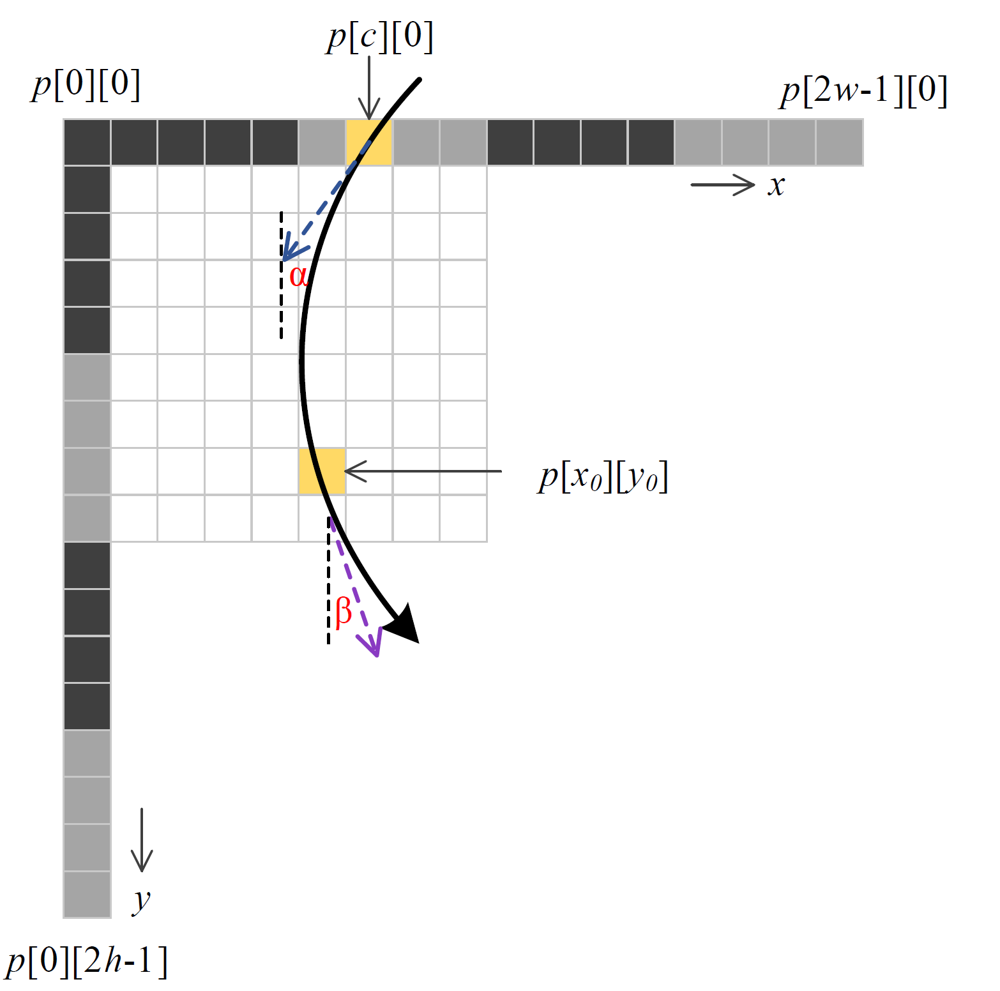 p[c][0]
p[0][0]
p[2w-1][0]
x
α
p[x₀][y₀]
β
y
p[0][2h-1]